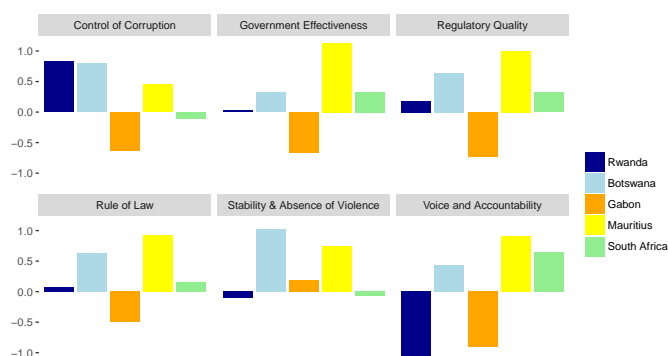 Control of Corruption Government Effectiveness Regulatory Quality
1.0
0.5
0.0
−0.5
−1.0
Rule of Law Stability & Absence of Violence Voice and Accountability
1.0
0.5
0.0
−0.5
−1.0
Rwanda
Botswana
Gabon
Mauritius
South Africa